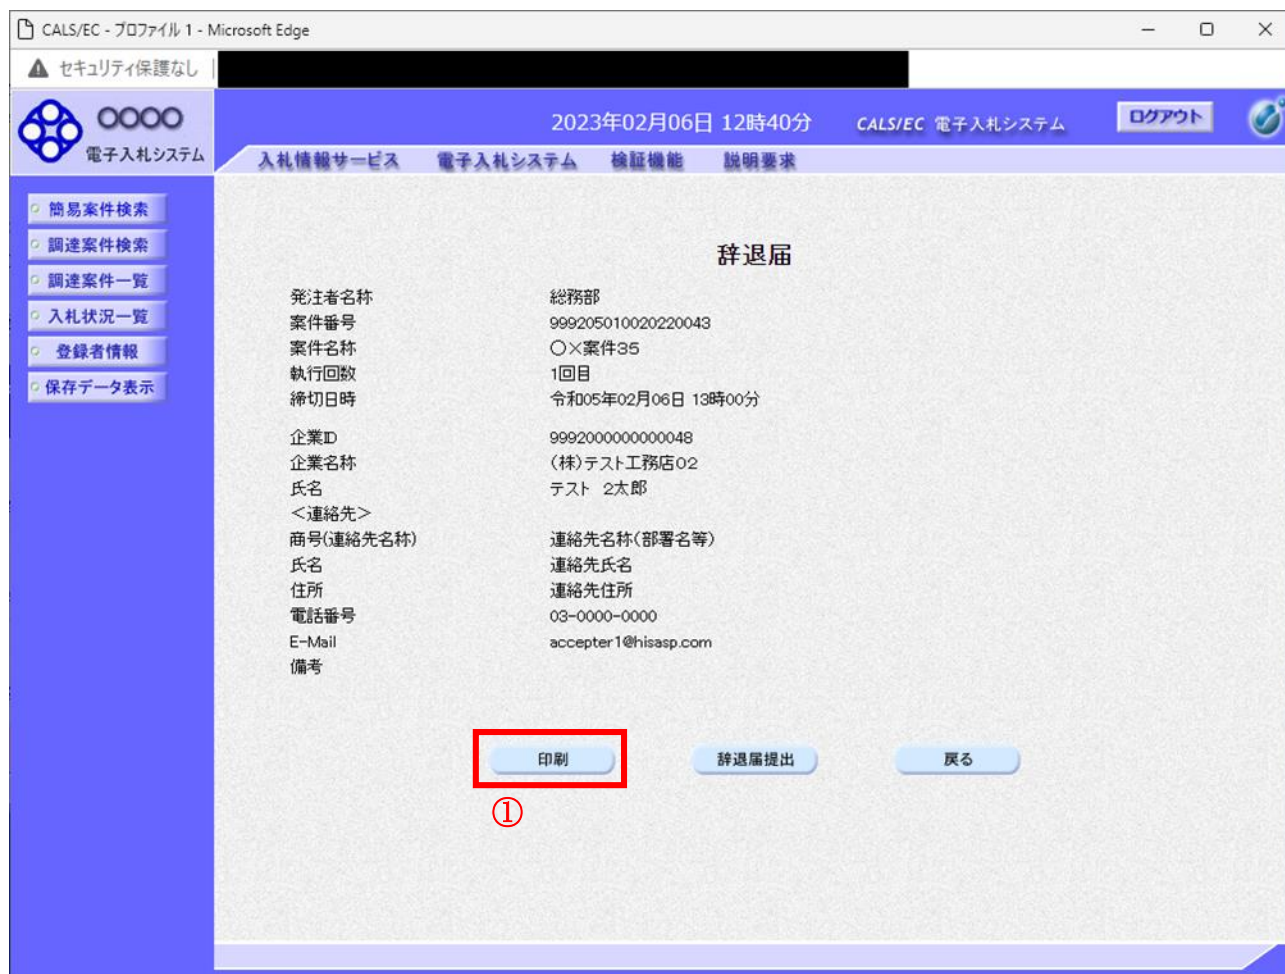 CALS/EC - プロファイル 1 - Microsoft Edge
セキュリティ保護なし
〇〇〇〇
電子入札システム
2023年02月06日 12時40分
CALS/EC 電子入札システム
ログアウト
入札情報サービス 電子入札システム 検証機能 説明要求
簡易案件検索
調達案件検索
調達案件一覧
入札状況一覧
登録者情報
保存データ表示
辞退届
発注者名称 総務部
案件番号 999205010020220043
案件名称 〇×案件35
執行回数 1回目
締切日時 令和05年02月06日 13時00分
企業ID 9992000000000048
企業名称 (株)テスト工務店02
氏名 テスト 2太郎
<連絡先>
商号(連絡先名称) 連絡先名称(部署名等)
氏名 連絡先氏名
住所 連絡先住所
電話番号 03-0000-0000
E-Mail accepter1@hisasp.com
備考
印刷 辞退届提出 戻る
①